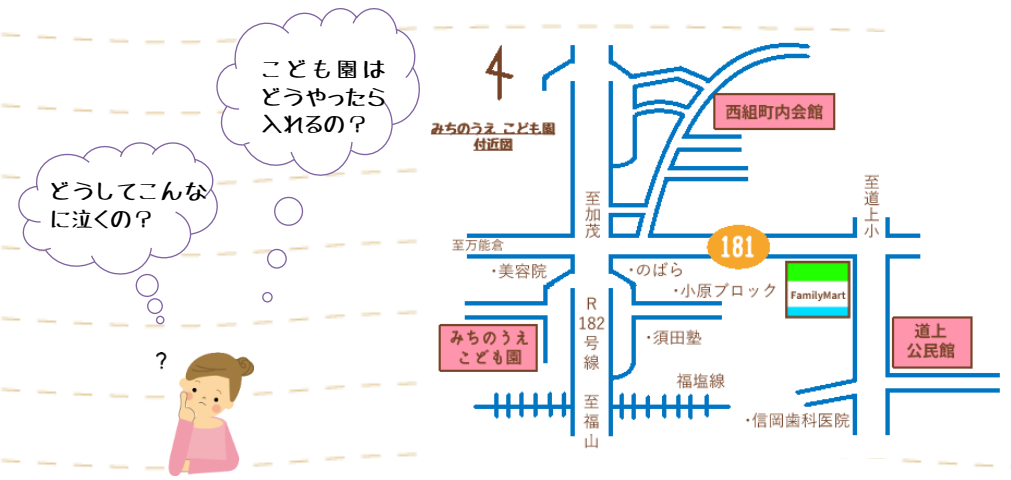 こども園は
どうやったら
入れるの？
どうしてこんな
に泣くの？
?
みちのうえ こども園
付近図
西組町内会館
至加茂
至道上小
至万能倉
181
・美容院
・のばら
・小原ブロック
FamilyMart
R
182
号
線
・須田塾
みちのうえ
こども園
道上
公民館
福塩線
至福山
・信岡歯科医院